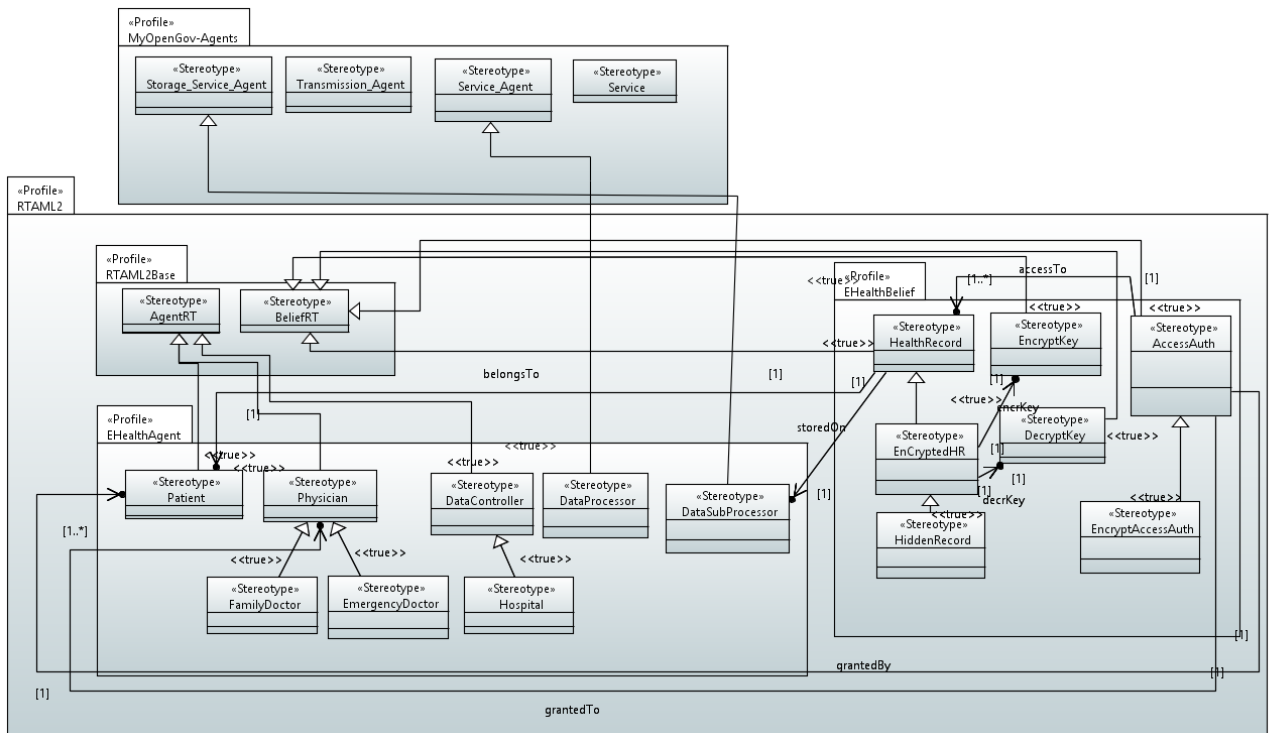 «Profile»
MyOpenGov-Agents
«Stereotype»
Storage_Service_Agent
«Stereotype»
Transmission_Agent
«Stereotype»
Service_Agent
«Stereotype»
Service
«Profile»
RTAML2
«Profile»
RTAML2Base
«Stereotype»
AgentRT
«Stereotype»
BeliefRT
«Profile»
EHealthBelief
<<true>>
accessTo
[1..*]
[1]
<<true>>
<<true>>
«Stereotype»
HealthRecord
<<true>>
«Stereotype»
EncryptKey
«Stereotype»
AccessAuth
belongsTo
[1]
[1]
[1]
<<true>>
encrKey
[1]
«Profile»
EHealthAgent
[1]
<<true>>
storedOn
«Stereotype»
EnCryptedHR
«Stereotype»
DecryptKey
<<true>>
<<true>>
<<true>>
<<true>>
[1]
[1]
[1]
decrKey
«Stereotype»
Patient
«Stereotype»
Physician
«Stereotype»
DataController
«Stereotype»
DataProcessor
«Stereotype»
DataSubProcessor
[1]
<<true>>
<<true>>
«Stereotype»
HiddenRecord
«Stereotype»
EncryptAccessAuth
[1..*]
<<true>>
<<true>>
<<true>>
«Stereotype»
FamilyDoctor
«Stereotype»
EmergencyDoctor
«Stereotype»
Hospital
[1]
grantedBy
[1]
[1]
grantedTo